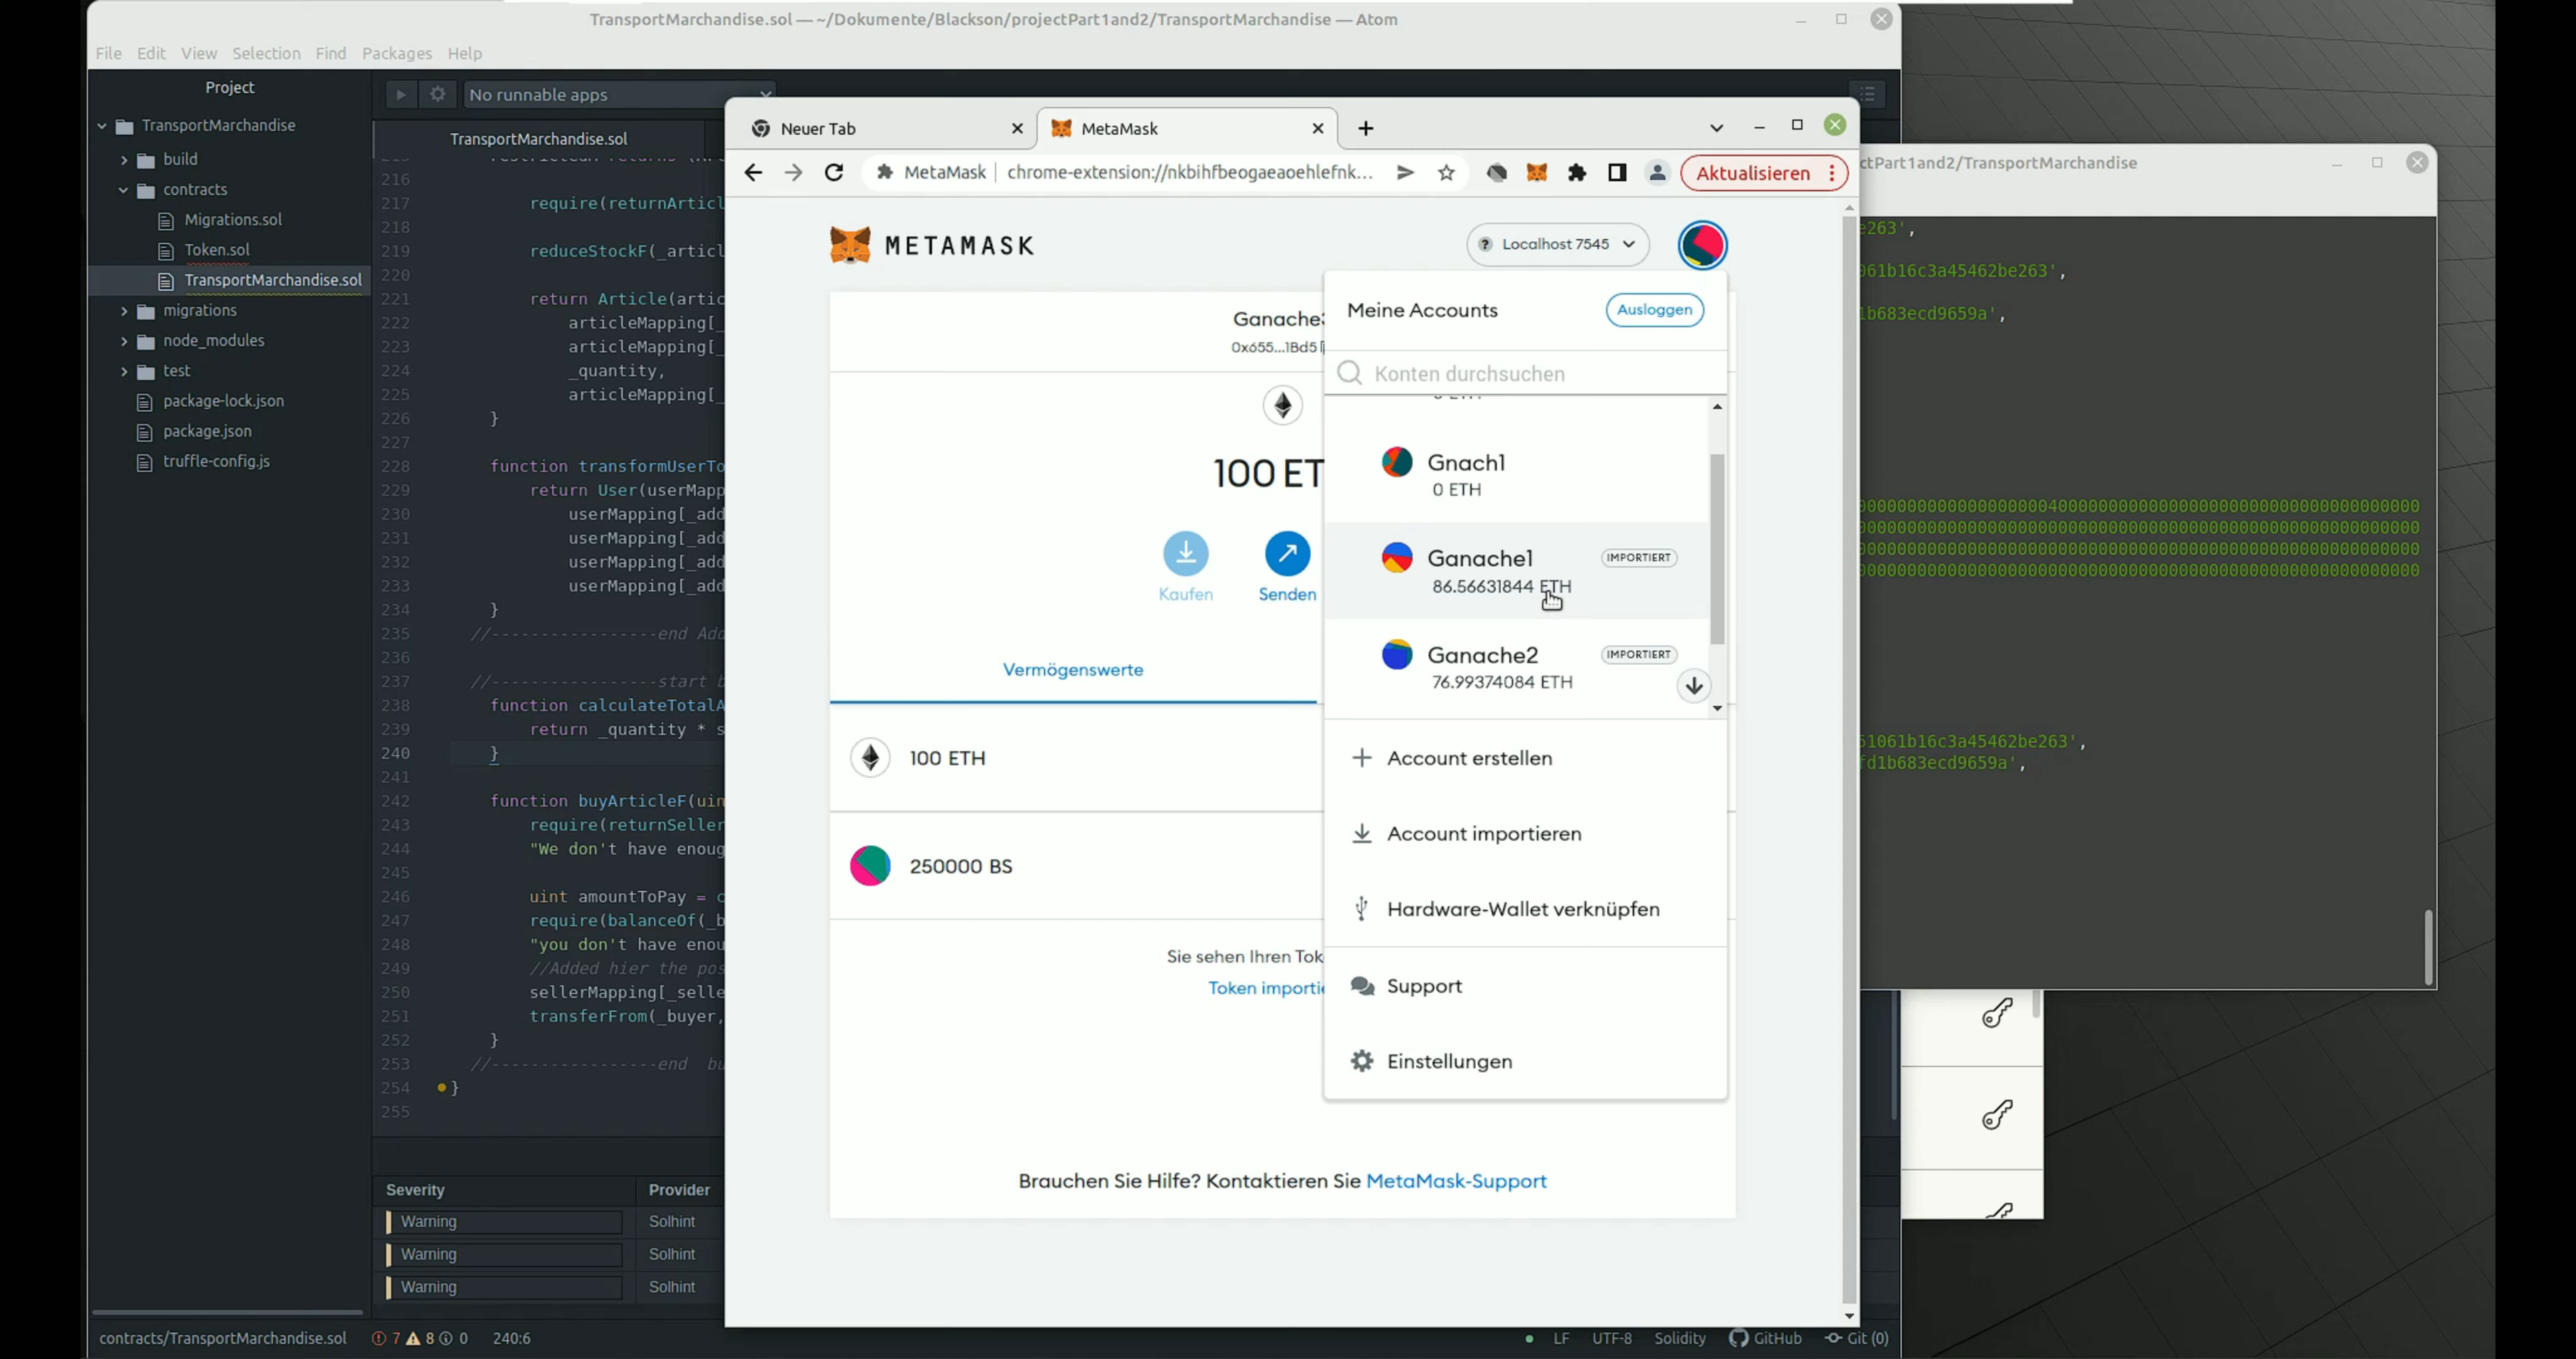 TransportMarchandise.sol — ~/Dokumente/Blackson/projectPart1and2/TransportMarchandise — Atom
File Edit View Selection Find Packages Help
Project
TransportMarchandise
build
contracts
Migrations.sol
Token.sol
TransportMarchandise.sol
migrations
node_modules
test
package-lock.json
package.json
truffle-config.js
No runnable apps
TransportMarchandise.sol
216
217 require(returnArticl
218
219 reduceStockF(_articl
220
221 return Article(artic
222 articleMapping[_
223 articleMapping[_
224 _quantity,
225 articleMapping[_
226 }
227
228 function transformUserTo
229 return User(userMapp
230 userMapping[_add
231 userMapping[_add
232 userMapping[_add
233 userMapping[_add
234 }
235 //-----------------end Add
236
237 //-----------------start b
238 function calculateTotalA
239 return _quantity * s
240 }
241
242 function buyArticleF(uin
243 require(returnSeller
244 "We don't have enoug
245
246 uint amountToPay = c
247 require(balanceOf(_b
248 "you don't have enou
249 //Added hier the pos
250 sellerMapping[_selle
251 transferFrom(_buyer,
252 }
253 //-----------------end bu
254 }
255
Severity Provider
Warning Solhint
Warning Solhint
Warning Solhint
contracts/TransportMarchandise.sol 7 8 0 240:6
LF UTF-8 Solidity GitHub Git (0)
Neuer Tab
MetaMask
MetaMask chrome-extension://nkbihfbeogaeaoehlefnk...
Aktualisieren
METAMASK
Localhost 7545
Ganache3
0x655...1Bd5
100 ET
Kaufen
Senden
Vermögenswerte
100 ETH
250000 BS
Sie sehen Ihren Tok
Token importie
Brauchen Sie Hilfe? Kontaktieren Sie MetaMask-Support
Meine Accounts
Ausloggen
Konten durchsuchen
Gnach1
0 ETH
Ganache1 IMPORTIERT
86.56631844 ETH
Ganache2 IMPORTIERT
76.99374084 ETH
Account erstellen
Account importieren
Hardware-Wallet verknüpfen
Support
Einstellungen
ctPart1and2/TransportMarchandise
e263',
061b16c3a45462be263',
1b683ecd9659a',
51061b16c3a45462be263',
fd1b683ecd9659a',